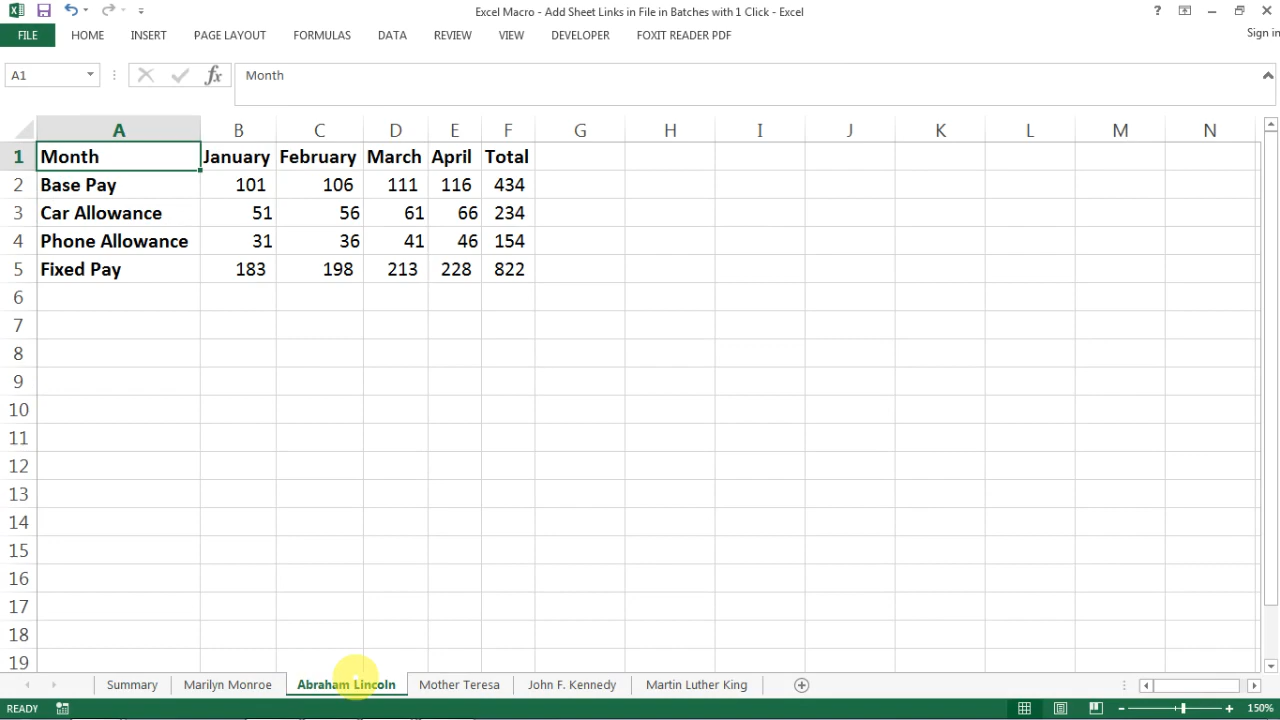 Excel Macro - Add Sheet Links in File in Batches with 1 Click - Excel
?
FILE HOME INSERT PAGE LAYOUT FORMULAS DATA REVIEW VIEW DEVELOPER FOXIT READER PDF Sign in
A1 fx Month
A B C D E F G H I J K L M N
1 Month January February March April Total
2 Base Pay 101 106 111 116 434
3 Car Allowance 51 56 61 66 234
4 Phone Allowance 31 36 41 46 154
5 Fixed Pay 183 198 213 228 822
6
7
8
9
10
11
12
13
14
15
16
17
18
19
Summary Marilyn Monroe Abraham Lincoln Mother Teresa John F. Kennedy Martin Luther King
READY 150%